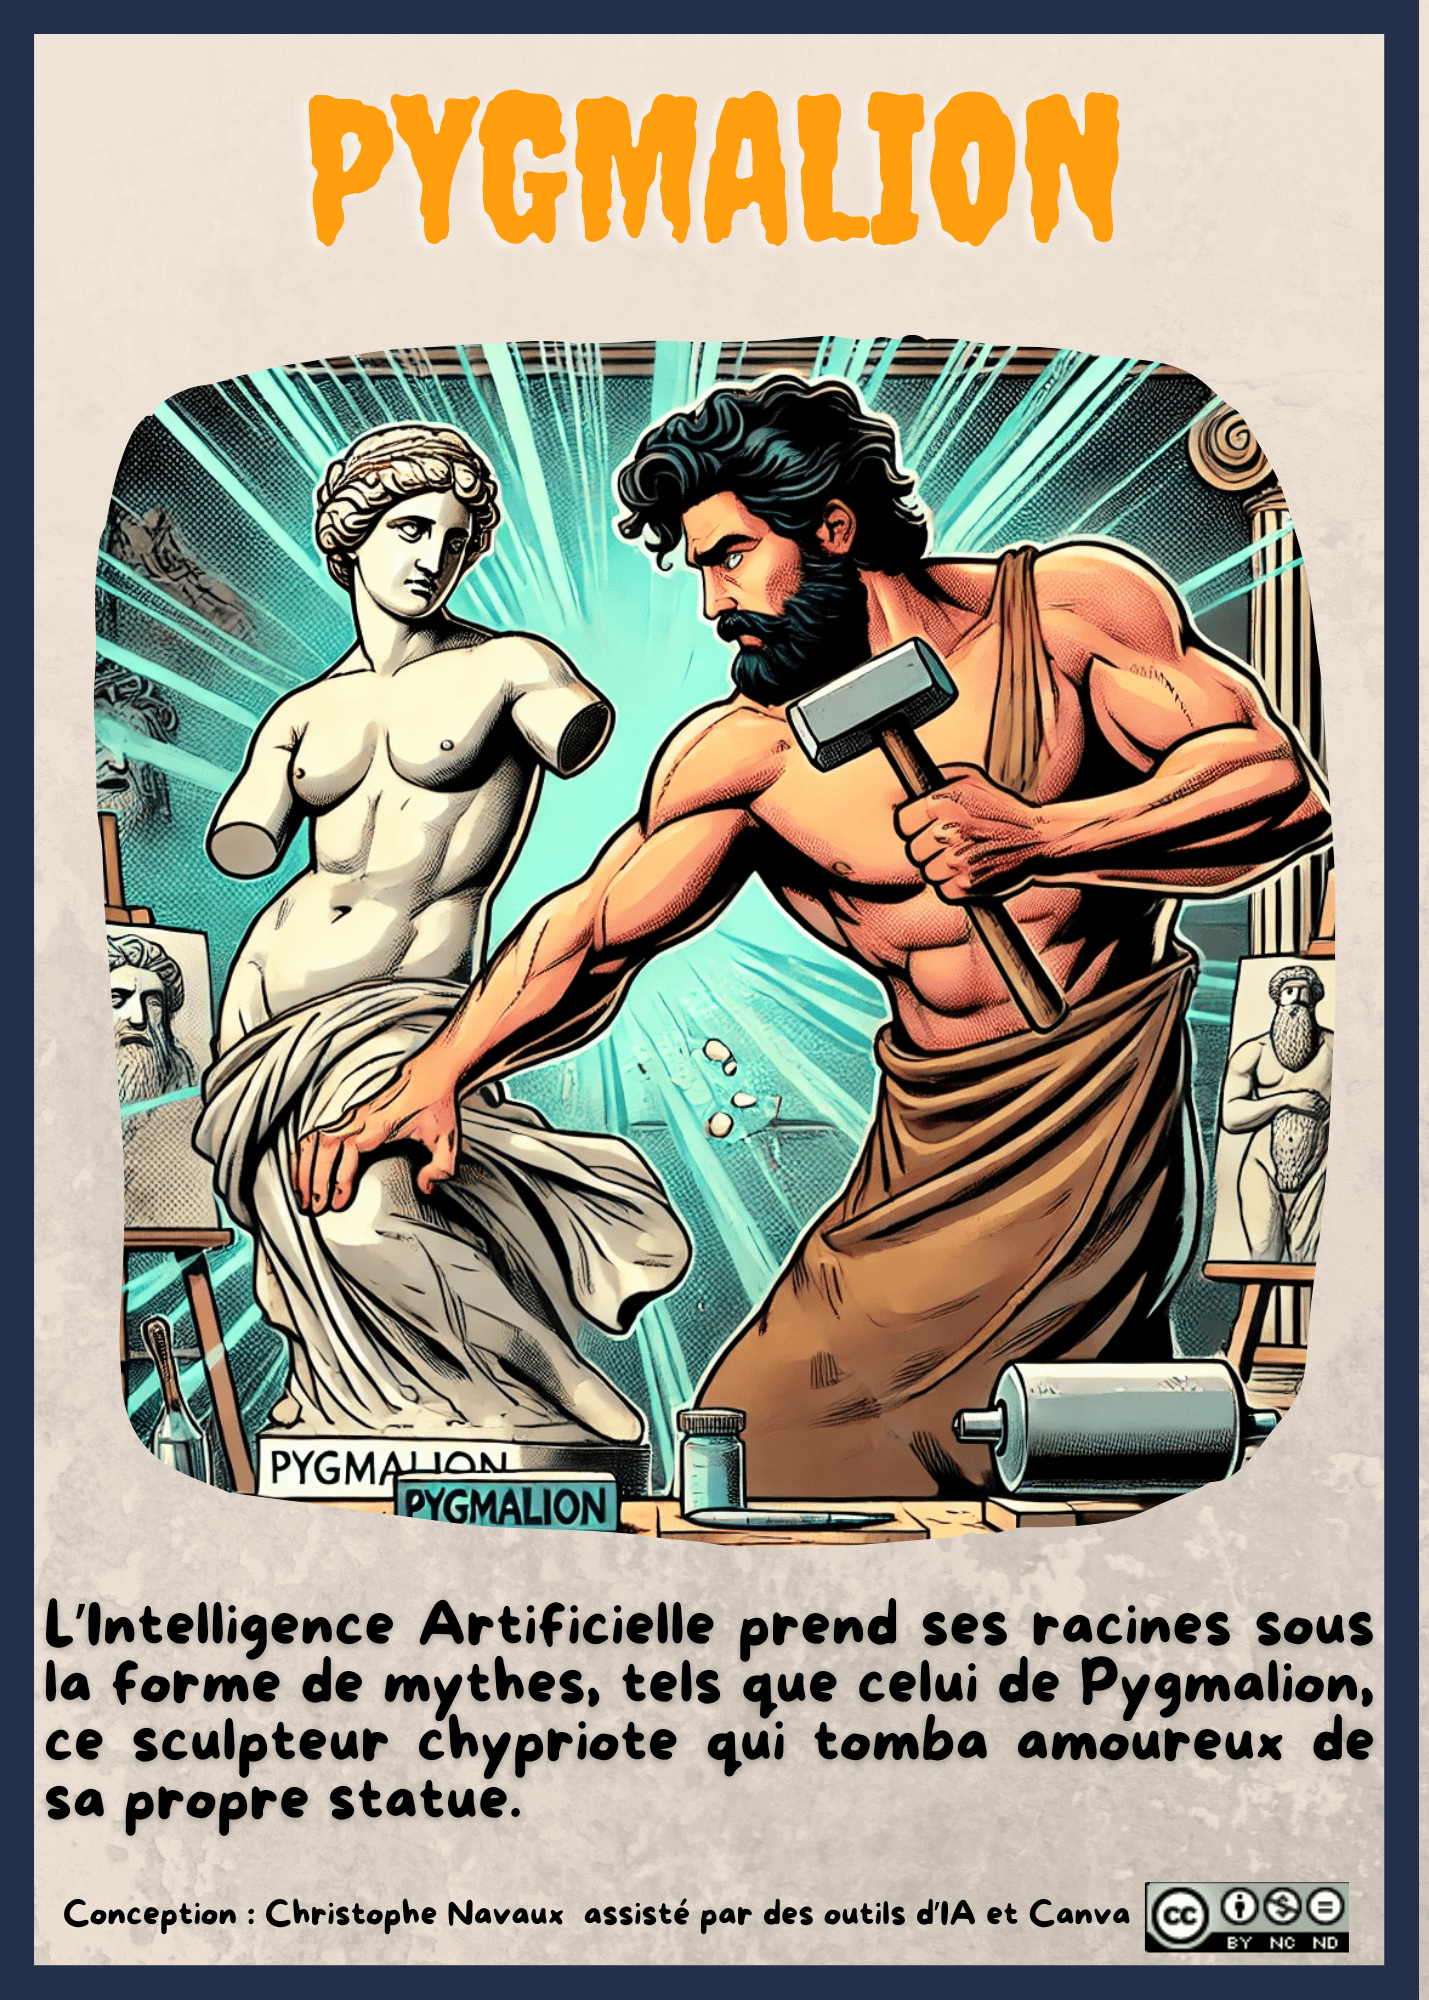 PYGMALION
PYGMALION
PYGMALION
L'Intelligence Artificielle prend ses racines sous
la forme de mythes, tels que celui de Pygmalion,
ce sculpteur chypriote qui tomba amoureux de
sa propre statue.
Conception : Christophe Navaux assisté par des outils d'IA et Canva
cc
BY NC ND